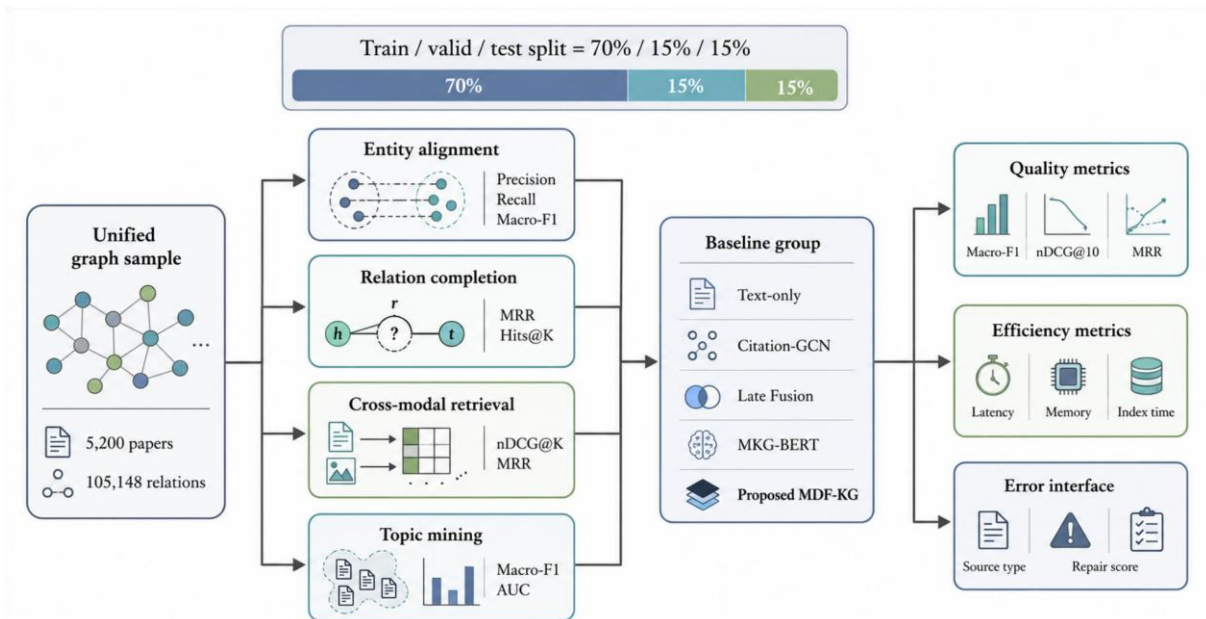 Train / valid / test split = 70% / 15% / 15%
70%
15%
15%
Unified
graph sample
...
5,200 papers
105,148 relations
Entity alignment
Precision
Recall
Macro-F1
Relation completion
r
h
?
t
MRR
Hits@K
Cross-modal retrieval
nDCG@K
MRR
Topic mining
Macro-F1
AUC
Baseline group
Text-only
Citation-GCN
Late Fusion
MKG-BERT
Proposed MDF-KG
Quality metrics
Macro-F1
nDCG@10
MRR
Efficiency metrics
Latency
Memory
Index time
Error interface
Source type
Repair score